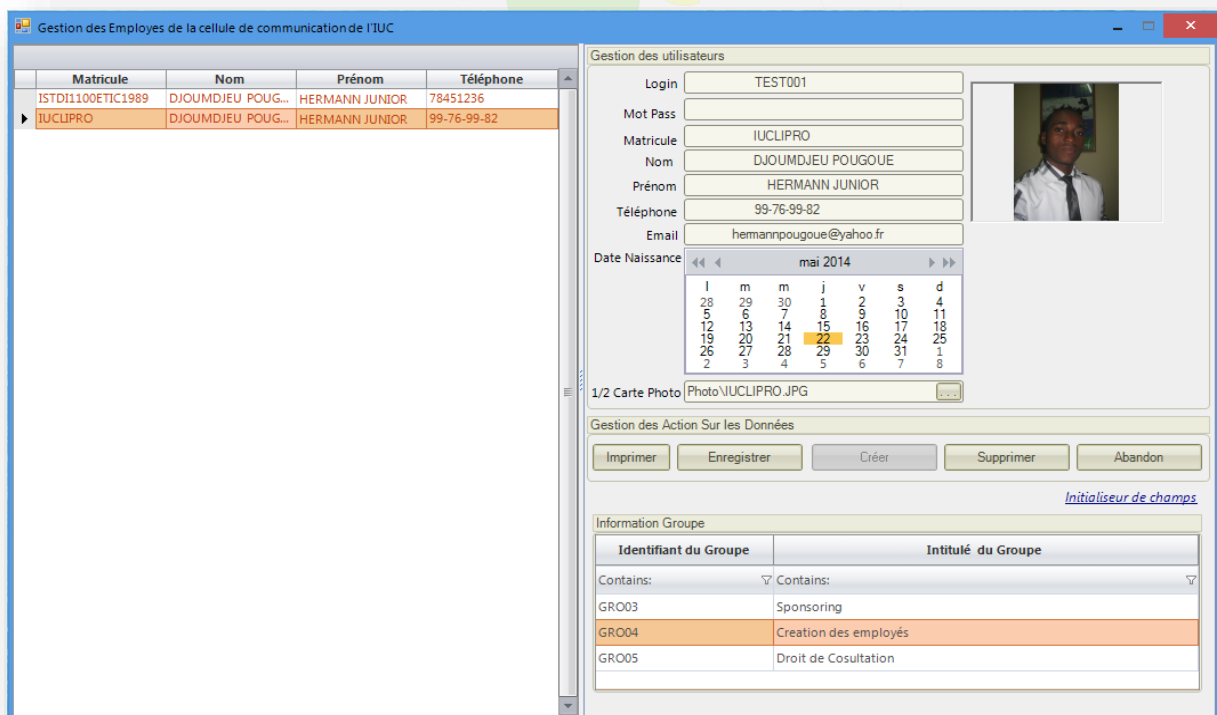 Gestion des Employes de la cellule de communication de l'IUC
Matricule Nom Prénom Téléphone
ISTDI1100ETIC1989 DJOUMDJEU POUG... HERMANN JUNIOR 78451236
IUCLIPRO DJOUMDJEU POUG... HERMANN JUNIOR 99-76-99-82
Gestion des utilisateurs
Login TEST001
Mot Pass
Matricule IUCLIPRO
Nom DJOUMDJEU POUGOUE
Prénom HERMANN JUNIOR
Téléphone 99-76-99-82
Email hermannpougoue@yahoo.fr
Date Naissance mai 2014
l m m j v s d
28 29 30 1 2 3 4
5 6 7 8 9 10 11
12 13 14 15 16 17 18
19 20 21 22 23 24 25
26 27 28 29 30 31 1
2 3 4 5 6 7 8
1/2 Carte Photo Photo\IUCLIPRO.JPG ...
Gestion des Action Sur les Données
Imprimer Enregistrer Créer Supprimer Abandon
Initialiseur de champs
Information Groupe
Identifiant du Groupe Intitulé du Groupe
Contains: Contains:
GRO03 Sponsoring
GRO04 Creation des employés
GRO05 Droit de Cosultation